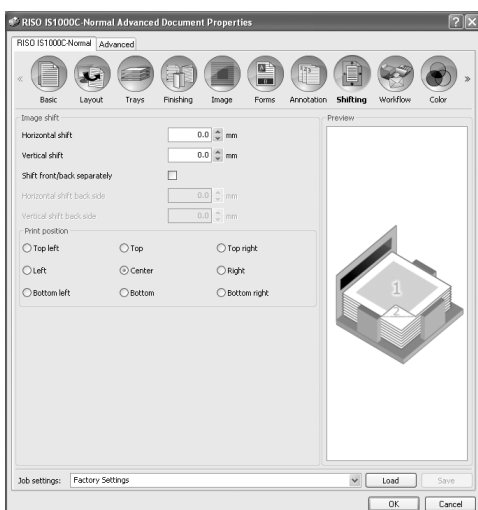 RISO IS1000C-Normal Advanced Document Properties
RISO IS1000C-Normal Advanced
« Basic Layout Trays Finishing Image Forms Annotation Shifting Workflow Color »
Image shift
Horizontal shift 0.0 mm
Vertical shift 0.0 mm
Shift front/back separately
Horizontal shift back side 0.0 mm
Vertical shift back side 0.0 mm
Print position
Top left Top Top right
Left Center Right
Bottom left Bottom Bottom right
Preview
1
2
Job settings: Factory Settings Load Save
OK Cancel